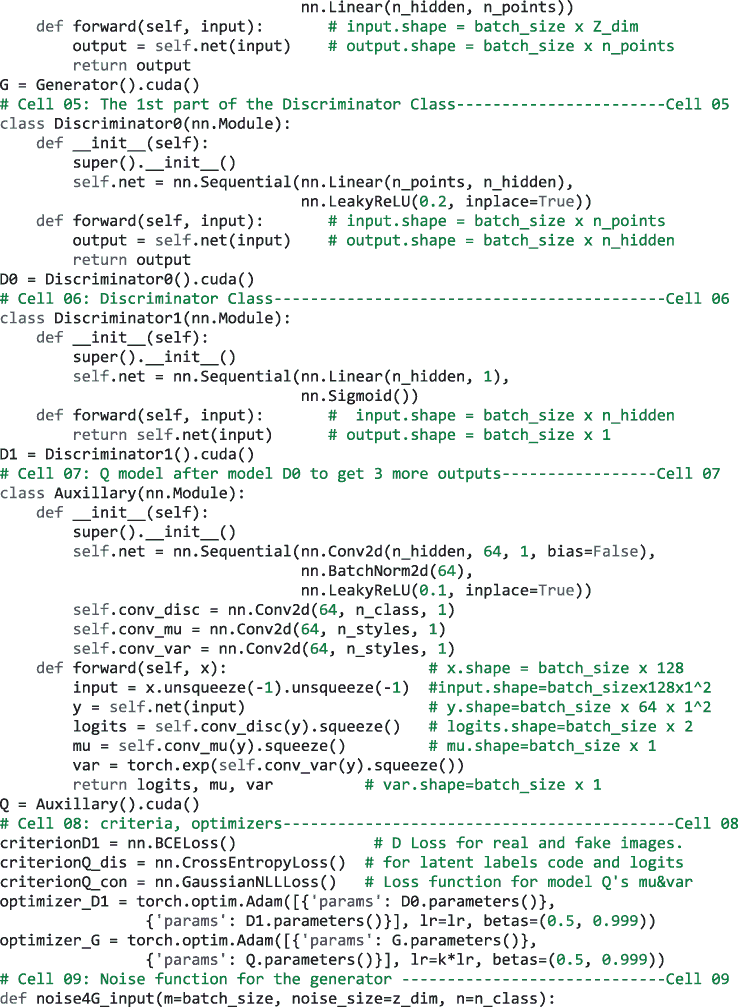 nn.Linear(n_hidden, n_points))
    def forward(self, input):       # input.shape = batch_size x Z_dim
        output = self.net(input)    # output.shape = batch_size x n_points
        return output
G = Generator().cuda()
# Cell 05: The 1st part of the Discriminator Class-----------------------Cell 05
class Discriminator0(nn.Module):
    def __init__(self):
        super().__init__()
        self.net = nn.Sequential(nn.Linear(n_points, n_hidden),
                                 nn.LeakyReLU(0.2, inplace=True))
    def forward(self, input):       # input.shape = batch_size x n_points
        output = self.net(input)    # output.shape = batch_size x n_hidden
        return output
D0 = Discriminator0().cuda()
# Cell 06: Discriminator Class-------------------------------------------Cell 06
class Discriminator1(nn.Module):
    def __init__(self):
        super().__init__()
        self.net = nn.Sequential(nn.Linear(n_hidden, 1),
                                 nn.Sigmoid())
    def forward(self, input):       #  input.shape = batch_size x n_hidden
        return self.net(input)      # output.shape = batch_size x 1
D1 = Discriminator1().cuda()
# Cell 07: Q model after model D0 to get 3 more outputs-----------------Cell 07
class Auxillary(nn.Module):
    def __init__(self):
        super().__init__()
        self.net = nn.Sequential(nn.Conv2d(n_hidden, 64, 1, bias=False),
                                 nn.BatchNorm2d(64),
                                 nn.LeakyReLU(0.1, inplace=True))
        self.conv_disc = nn.Conv2d(64, n_class, 1)
        self.conv_mu = nn.Conv2d(64, n_styles, 1)
        self.conv_var = nn.Conv2d(64, n_styles, 1)
    def forward(self, x):                      # x.shape = batch_size x 128
        input = x.unsqueeze(-1).unsqueeze(-1)  #input.shape=batch_sizex128x1^2
        y = self.net(input)                    # y.shape=batch_size x 64 x 1^2
        logits = self.conv_disc(y).squeeze()   # logits.shape=batch_size x 2
        mu = self.conv_mu(y).squeeze()         # mu.shape=batch_size x 1
        var = torch.exp(self.conv_var(y).squeeze())
        return logits, mu, var          # var.shape=batch_size x 1
Q = Auxillary().cuda()
# Cell 08: criteria, optimizers-------------------------------------------Cell 08
criterionD1 = nn.BCELoss()               # D Loss for real and fake images.
criterionQ_dis = nn.CrossEntropyLoss()  # for latent labels code and logits
criterionQ_con = nn.GaussianNLLLoss()   # Loss function for model Q's mu&var
optimizer_D1 = torch.optim.Adam([{'params': D0.parameters()},
                {'params': D1.parameters()}], lr=lr, betas=(0.5, 0.999))
optimizer_G = torch.optim.Adam([{'params': G.parameters()},
                {'params': Q.parameters()}], lr=k*lr, betas=(0.5, 0.999))
# Cell 09: Noise function for the generator -----------------------------Cell 09
def noise4G_input(m=batch_size, noise_size=z_dim, n=n_class):